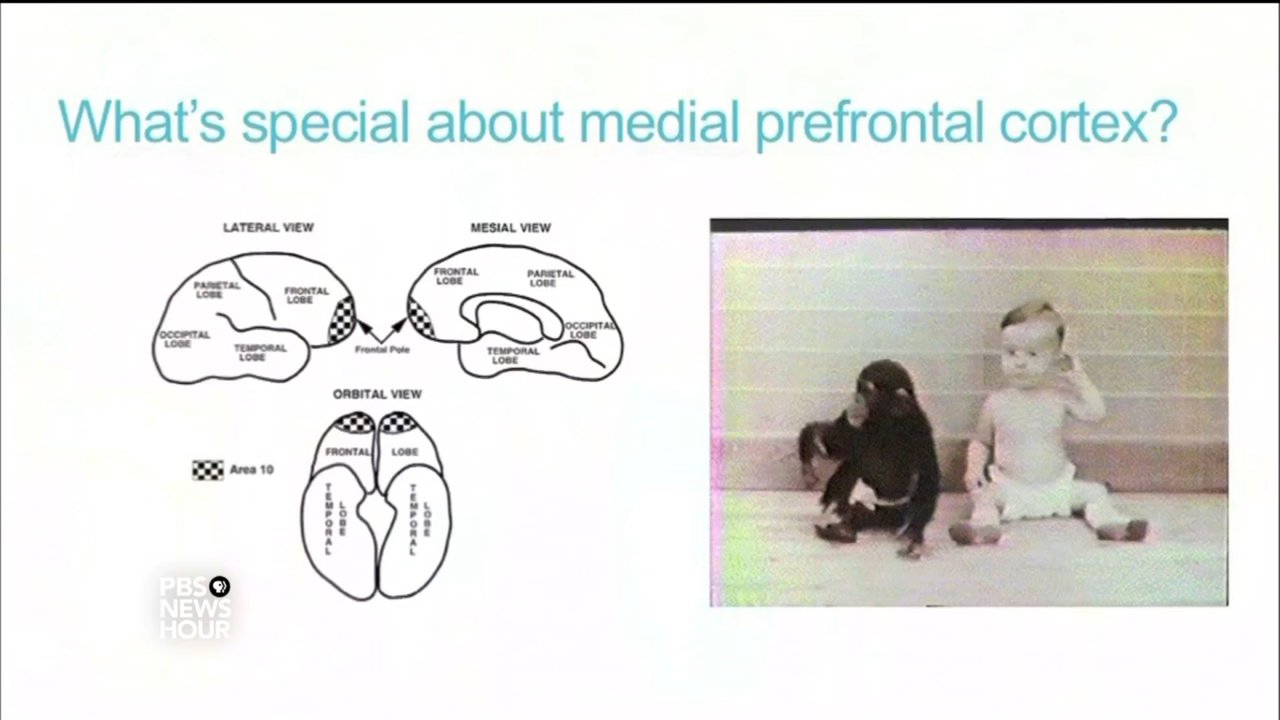 What's special about medial prefrontal cortex?
LATERAL VIEW
MESIAL VIEW
PARIETAL
LOBE
FRONTAL
LOBE
OCCIPITAL
LOBE
TEMPORAL
LOBE
Frontal Pole
FRONTAL
LOBE
PARIETAL
LOBE
OCCIPITAL
LOBE
TEMPORAL
LOBE
ORBITAL VIEW
FRONTAL LOBE
TEMPORAL
LOBE
TEMPORAL
LOBE
Area 10
PBS
NEWS
HOUR